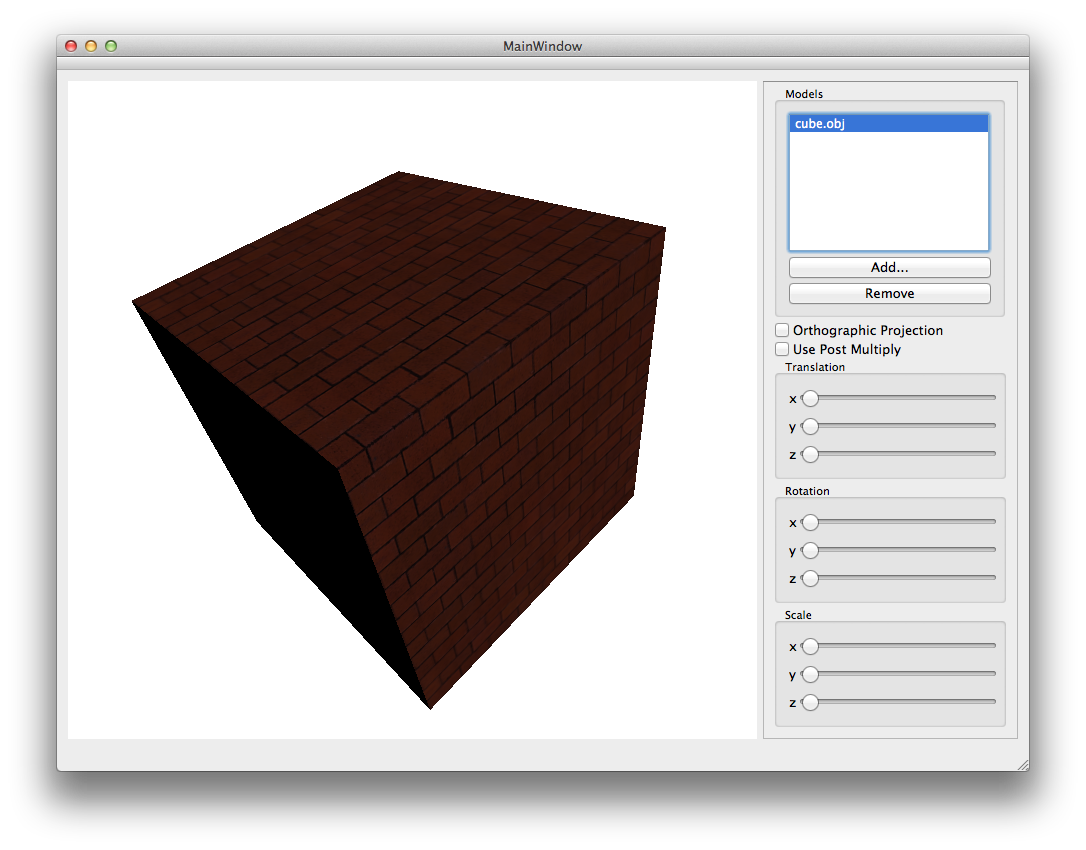 MainWindow
Models
cube.obj
Add...
Remove
Orthographic Projection
Use Post Multiply
Translation
x
y
z
Rotation
x
y
z
Scale
x
y
z